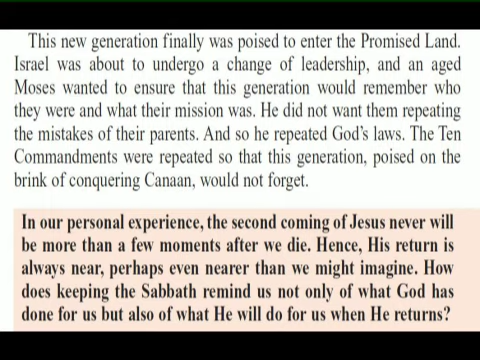 This new generation finally was poised to enter the Promised Land.
Israel was about to undergo a change of leadership, and an aged
Moses wanted to ensure that this generation would remember who
they were and what their mission was. He did not want them repeating
the mistakes of their parents. And so he repeated God's laws. The Ten
Commandments were repeated so that this generation, poised on the
brink of conquering Canaan, would not forget.
In our personal experience, the second coming of Jesus never will
be more than a few moments after we die. Hence, His return is
always near, perhaps even nearer than we might imagine. How
does keeping the Sabbath remind us not only of what God has
done for us but also of what He will do for us when He returns?